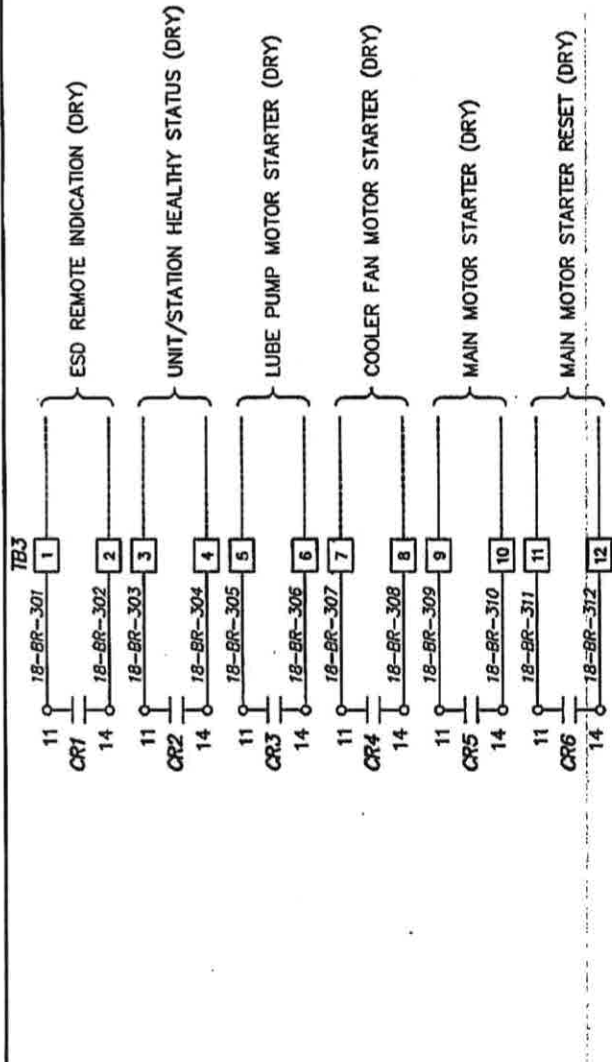 TB3
11 18-BR-301 1
CR1 ESD REMOTE INDICATION (DRY)
14 18-BR-302 2
11 18-BR-303 3
CR2 UNIT/STATION HEALTHY STATUS (DRY)
14 18-BR-304 4
11 18-BR-305 5
CR3 LUBE PUMP MOTOR STARTER (DRY)
14 18-BR-306 6
11 18-BR-307 7
CR4 COOLER FAN MOTOR STARTER (DRY)
14 18-BR-308 8
11 18-BR-309 9
CR5 MAIN MOTOR STARTER (DRY)
14 18-BR-310 10
11 18-BR-311 11
CR6 MAIN MOTOR STARTER RESET (DRY)
14 18-BR-312 12